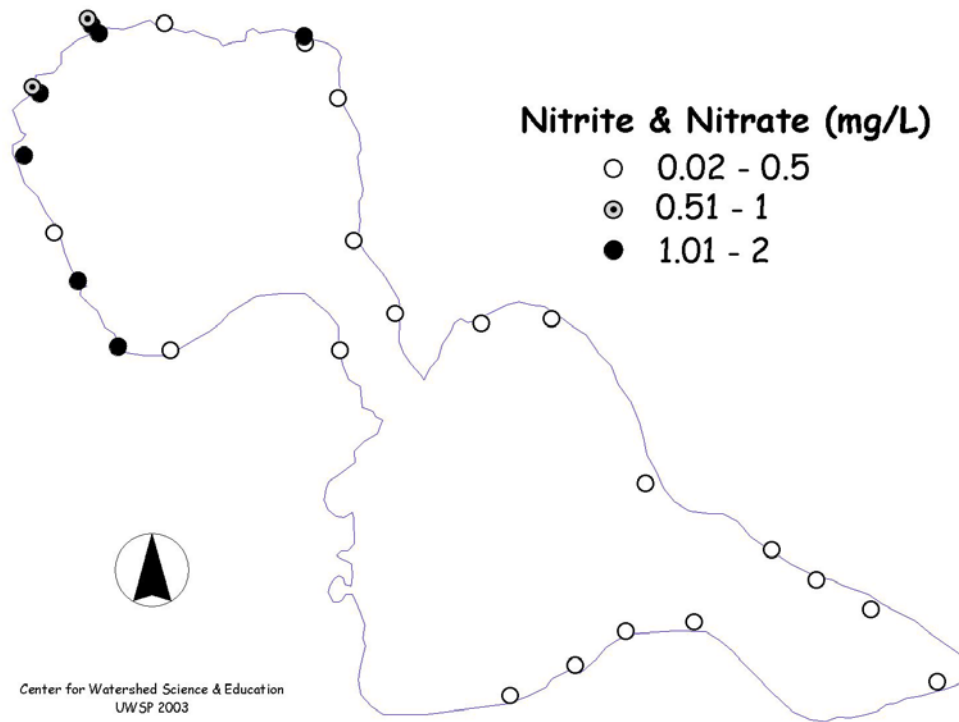 Nitrite & Nitrate (mg/L)
0.02 - 0.5
0.51 - 1
1.01 - 2
Center for Watershed Science & Education
UWSP 2003